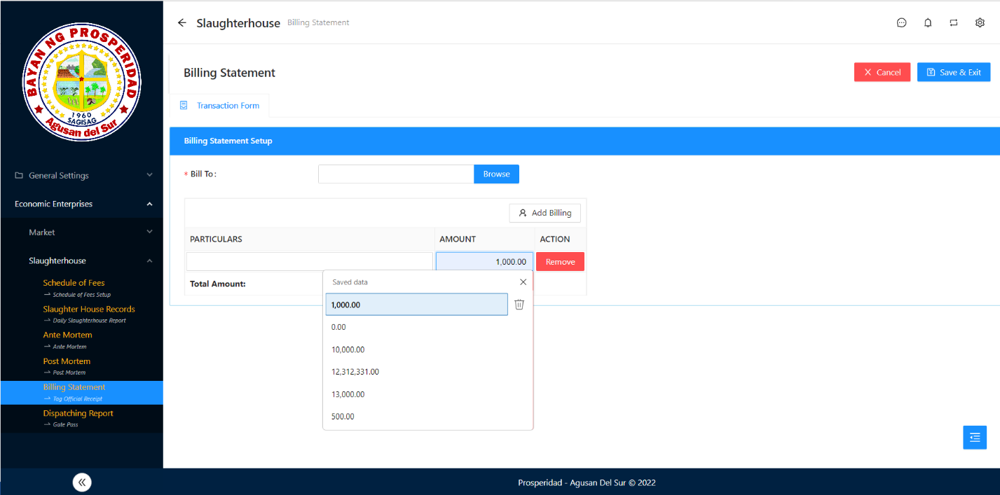 BAYAN NG PROSPERIDAD
1960
SAGISAG
Agusan del Sur
General Settings
Economic Enterprises
Market
Slaughterhouse
Schedule of Fees
Schedule of Fees Setup
Slaughter House Records
Daily Slaughterhouse Report
Ante Mortem
Ante Mortem
Post Mortem
Post Mortem
Billing Statement
Tag Official Receipt
Dispatching Report
Gate Pass
Slaughterhouse Billing Statement
Billing Statement
Cancel Save & Exit
Transaction Form
Billing Statement Setup
* Bill To: Browse
Add Billing
PARTICULARS AMOUNT ACTION
1,000.00 Remove
Total Amount:
Saved data
1,000.00
0.00
10,000.00
12,312,331.00
13,000.00
500.00
Prosperidad - Agusan Del Sur © 2022